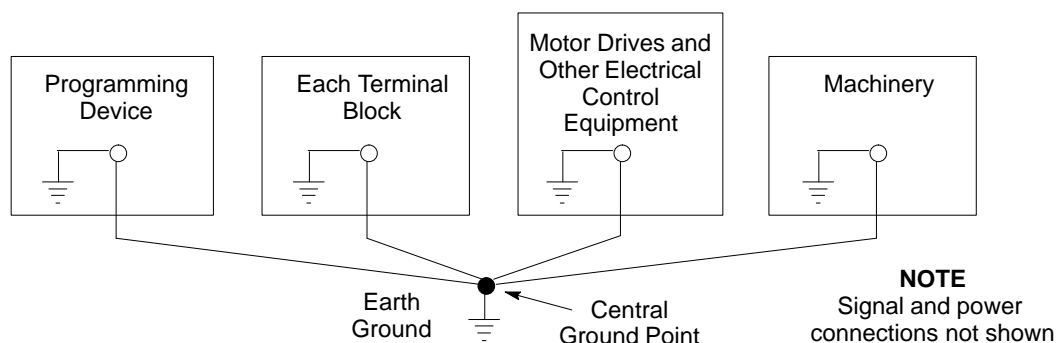 Programming
Device
Each Terminal
Block
Motor Drives and
Other Electrical
Control
Equipment
Machinery
Earth
Ground
Central
Ground Point
NOTE
Signal and power
connections not shown